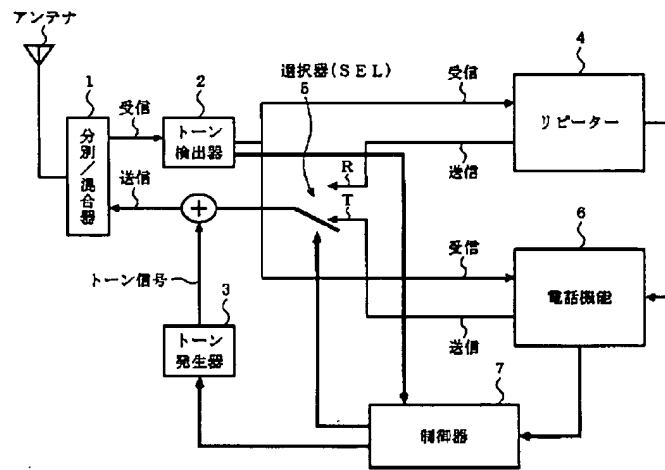 アンテナ
1
分別/混合器
受信
2
トーン検出器
選択器(SEL)
5
受信
4
リピーター
送信
送信
R
T
受信
6
電話機能
送信
トーン信号
3
トーン発生器
7
制御器